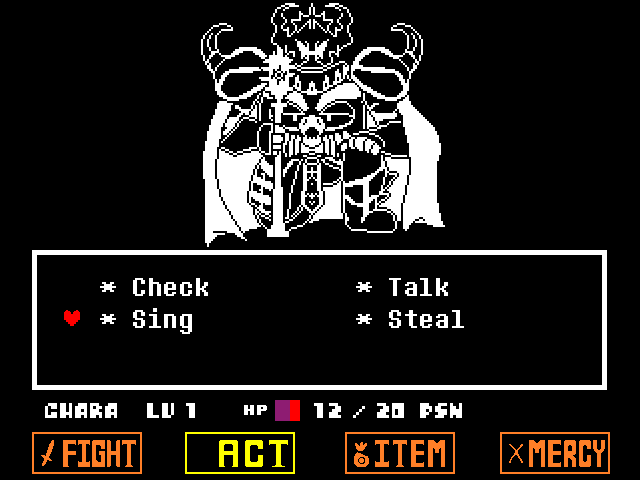 * Check * Talk
* Sing * Steal
CHARA LV 1 HP 12 / 20 PSN
FIGHT ACT ITEM MERCY